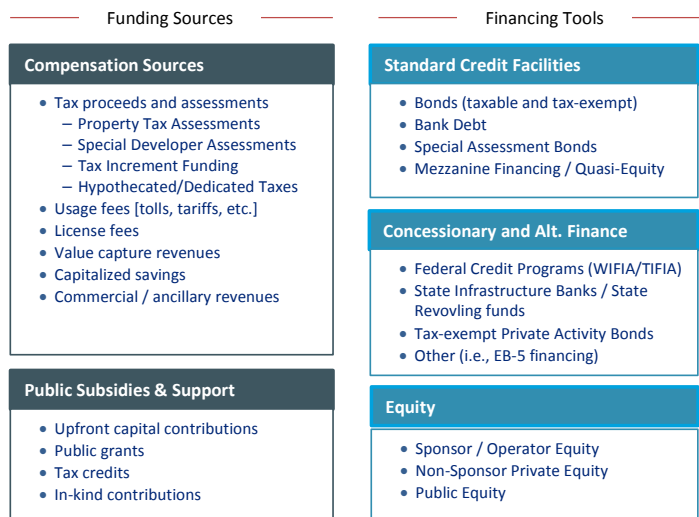 Funding Sources
Compensation Sources
• Tax proceeds and assessments
– Property Tax Assessments
– Special Developer Assessments
– Tax Increment Funding
– Hypothecated/Dedicated Taxes
• Usage fees [tolls, tariffs, etc.]
• License fees
• Value capture revenues
• Capitalized savings
• Commercial / ancillary revenues
Public Subsidies & Support
• Upfront capital contributions
• Public grants
• Tax credits
• In-kind contributions
Financing Tools
Standard Credit Facilities
• Bonds (taxable and tax-exempt)
• Bank Debt
• Special Assessment Bonds
• Mezzanine Financing / Quasi-Equity
Concessionary and Alt. Finance
• Federal Credit Programs (WIFIA/TIFIA)
• State Infrastructure Banks / State
Revovling funds
• Tax-exempt Private Activity Bonds
• Other (i.e., EB-5 financing)
Equity
• Sponsor / Operator Equity
• Non-Sponsor Private Equity
• Public Equity